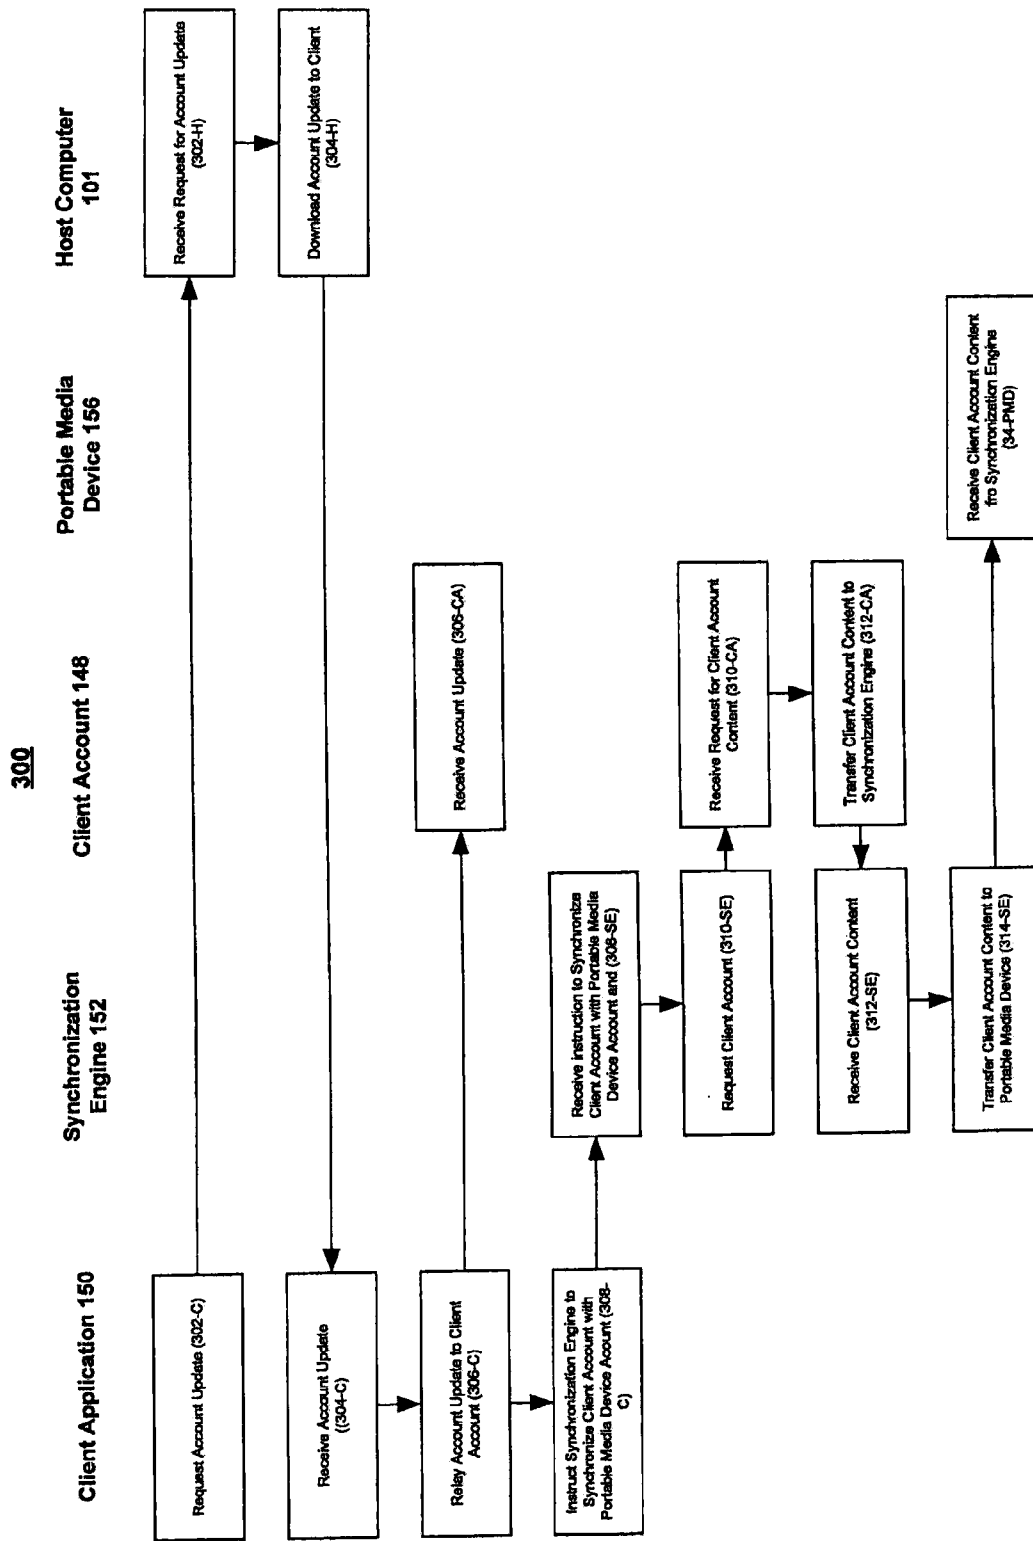 300
Client Application 150
Synchronization
Engine 152
Client Account 148
Portable Media
Device 156
Host Computer
101
Request Account Update (302-C)
Receive Request for Account Update
(302-H)
Download Account Update to Client
(304-H)
Receive Account Update
((304-C)
Relay Account Update to Client
Account (306-C)
Receive Account Update (306-CA)
Instruct Synchronization Engine to
Synchronize Client Account with
Portable Media Device Acount (308-
C)
Receive instruction to Synchronize
Client Account with Portable Media
Device Account and (308-SE)
Request Client Account (310-SE)
Receive Request for Client Account
Content (310-CA)
Transfer Client Account Content to
Synchronization Engine (312-CA)
Receive Client Account Content
(312-SE)
Transfer Client Account Content to
Portable Media Device (314-SE)
Receive Client Account Content
fro Synchronization Engine
(34-PMD)